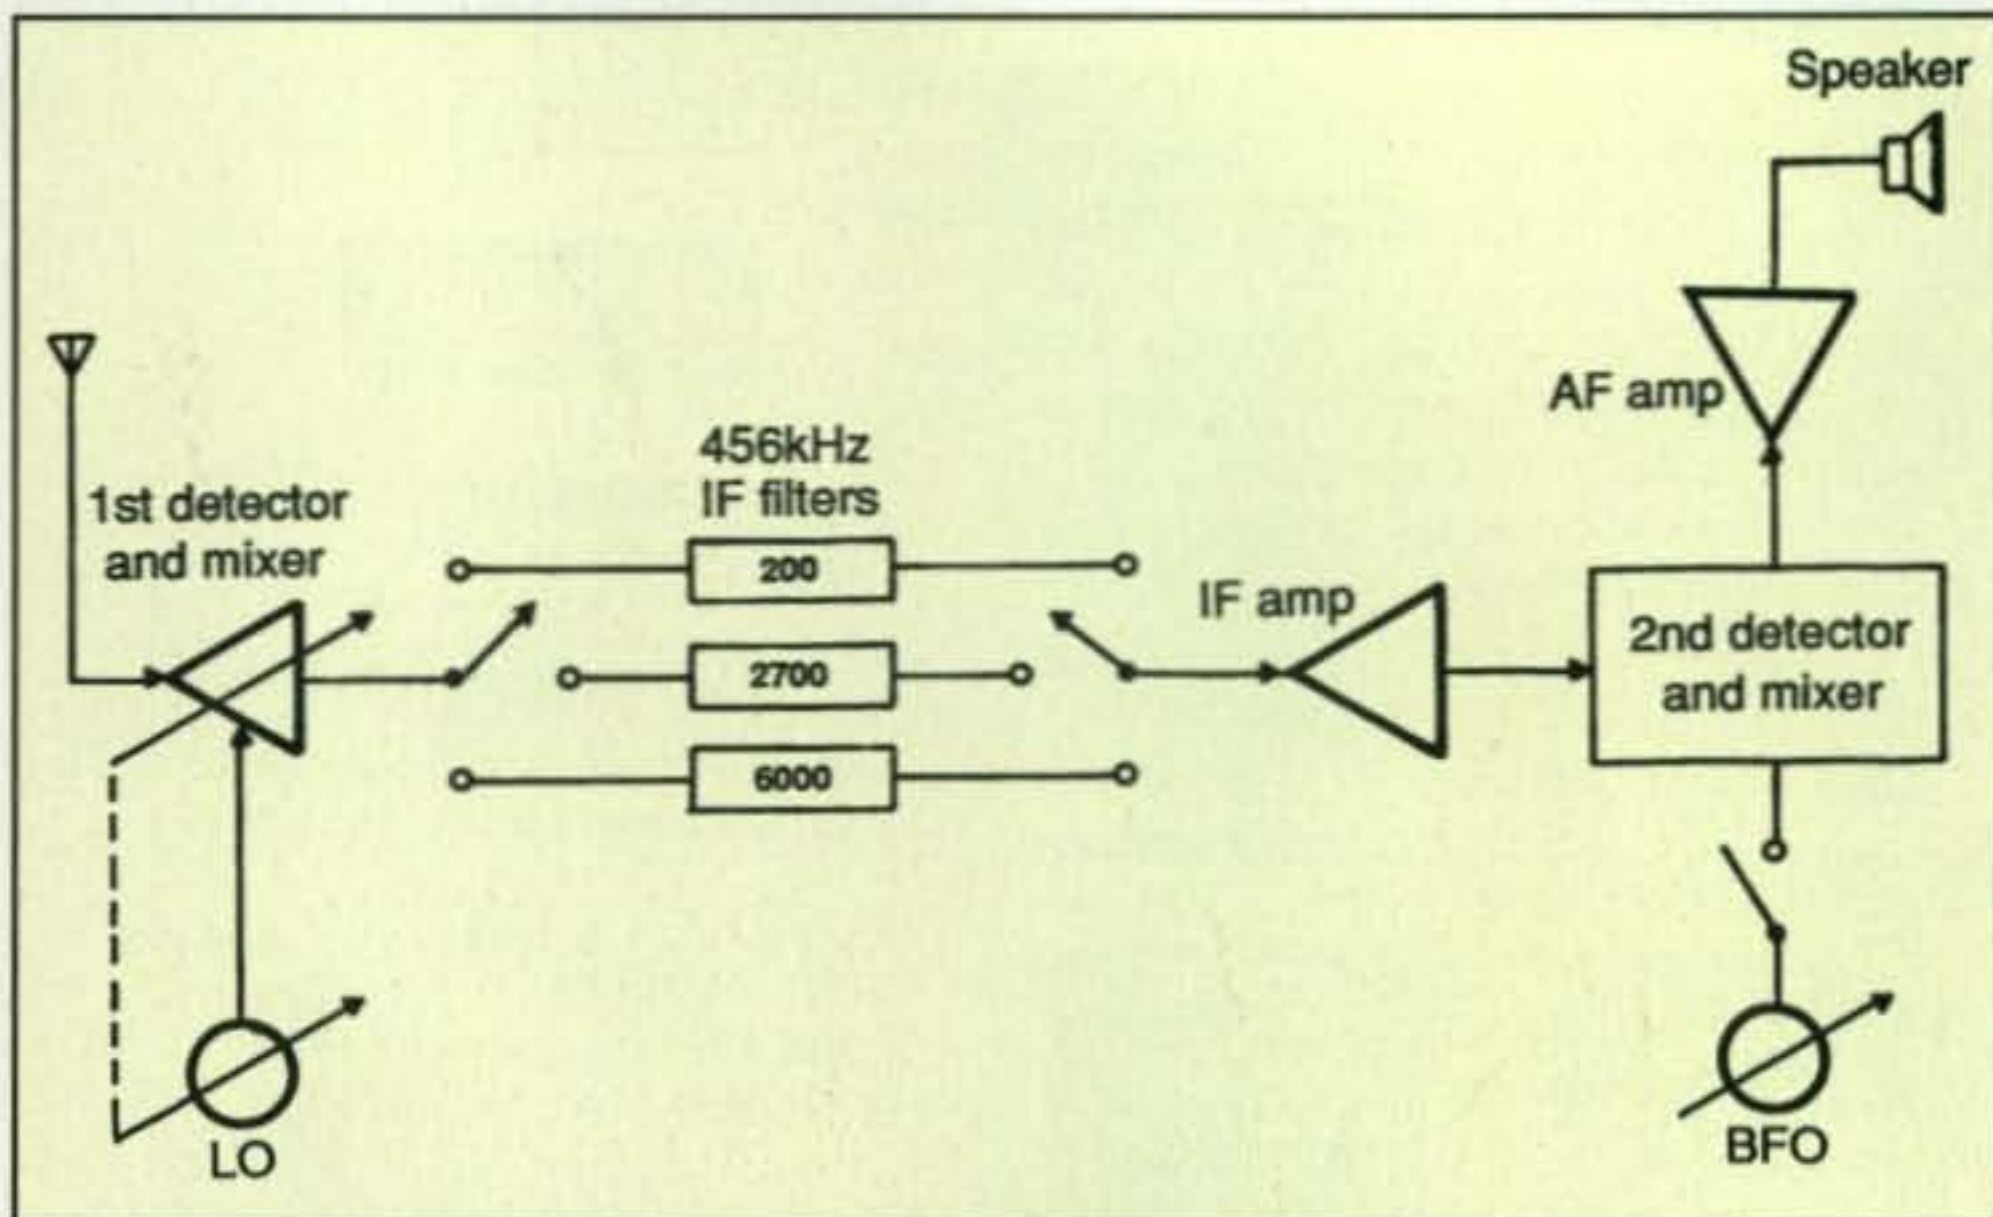 Speaker
AF amp
456kHz
IF filters
1st detector
and mixer
200
IF amp
2nd detector
and mixer
2700
6000
LO
BFO